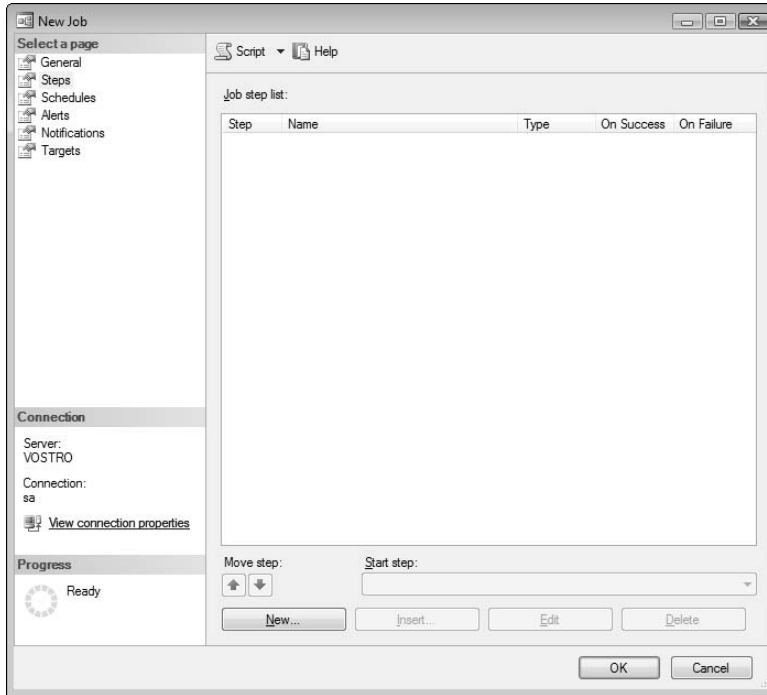 New Job
Select a page
General
Steps
Schedules
Alerts
Notifications
Targets
Script Help
Job step list:
Step Name Type On Success On Failure
Connection
Server:
VOSTRO
Connection:
sa
View connection properties
Progress
Ready
Move step: Start step:
New... Insert... Edit Delete
OK Cancel